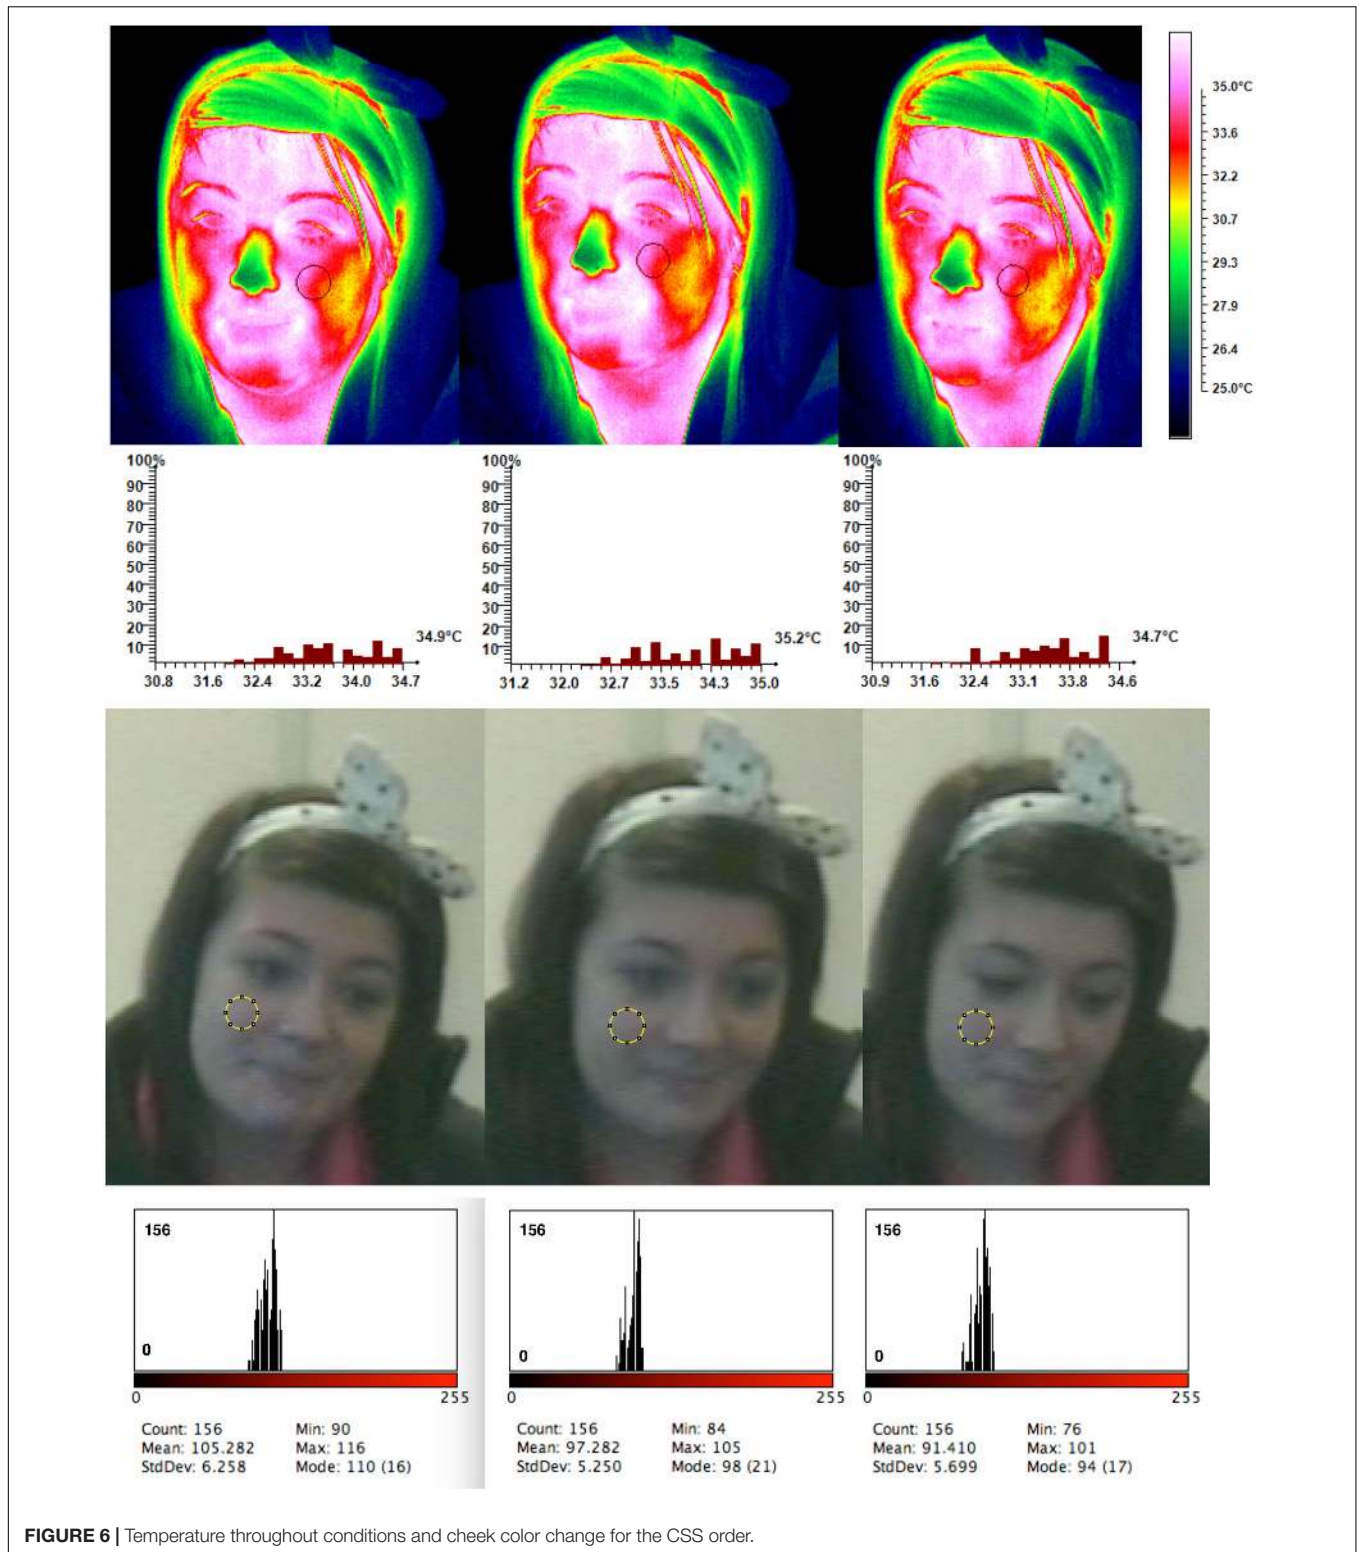 35.0°C
33.6
32.2
30.7
29.3
27.9
26.4
25.0°C
100%
90
80
70
60
50
40
30
20
10
34.9°C
30.8 31.6 32.4 33.2 34.0 34.7
100%
90
80
70
60
50
40
30
20
10
35.2°C
31.2 32.0 32.7 33.5 34.3 35.0
100%
90
80
70
60
50
40
30
20
10
34.7°C
30.9 31.6 32.4 33.1 33.8 34.6
156
0
0 255
Count: 156 Min: 90
Mean: 105.282 Max: 116
StdDev: 6.258 Mode: 110 (16)
156
0
0 255
Count: 156 Min: 84
Mean: 97.282 Max: 105
StdDev: 5.250 Mode: 98 (21)
156
0
0 255
Count: 156 Min: 76
Mean: 91.410 Max: 101
StdDev: 5.699 Mode: 94 (17)
FIGURE 6 | Temperature throughout conditions and cheek color change for the CSS order.